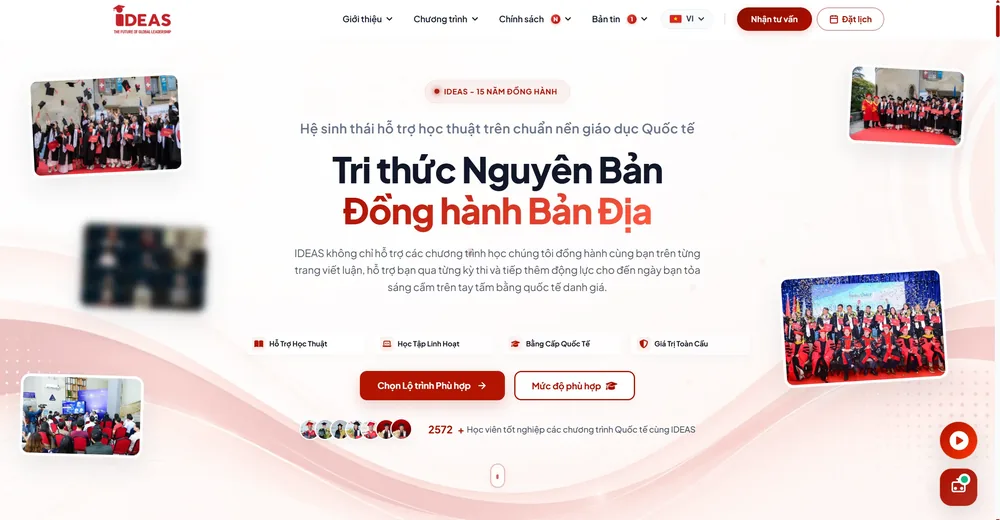 IDEAS
THE FUTURE OF GLOBAL LEADERSHIP
Giới thiệu
Chương trình
Chính sách N
Bản tin 1
VI
Nhận tư vấn
Đặt lịch
IDEAS - 15 NĂM ĐỒNG HÀNH
Hệ sinh thái hỗ trợ học thuật trên chuẩn nền giáo dục Quốc tế
Tri thức Nguyên Bản
Đồng hành Bản Địa
IDEAS không chỉ hỗ trợ các chương trình học chúng tôi đồng hành cùng bạn trên từng
trang viết luận, hỗ trợ bạn qua từng kỳ thi và tiếp thêm động lực cho đến ngày bạn tỏa
sáng cầm trên tay tấm bằng quốc tế danh giá.
Hỗ Trợ Học Thuật
Học Tập Linh Hoạt
Bằng Cấp Quốc Tế
Giá Trị Toàn Cầu
Chọn Lộ trình Phù hợp
Mức độ phù hợp
2572 + Học viên tốt nghiệp các chương trình Quốc tế cùng IDEAS